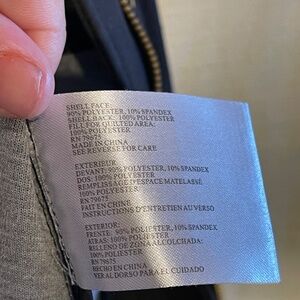 SHELL FACE:
90% POLYESTER, 10% SPANDEX
SHELL BACK: 100% POLYESTER
FILL FOR QUILTED AREA:
100% POLYESTER
RN 79675
MADE IN CHINA
SEE REVERSE FOR CARE
EXTERIEUR:
DEVANT: 90% POLYESTER, 10% SPANDEX
DOS: 100% POLYESTER
REMPLISSAGE D'ESPACE MATELASSÉ
100% POLYESTER
RN 79675
FAIT EN CHINE
INSTRUCTIONS D'ENTRETIEN AU VERSO
EXTERIOR:
FRENTE: 90% POLIESTER, 10% SPANDEX
ATRAS: 100% POLIESTER
RELLENO DE ZONA ALCOLCHADA:
100% POLIESTER
RN 79675
HECHO EN CHINA
VER AL DORSO PARA EL CUIDADO